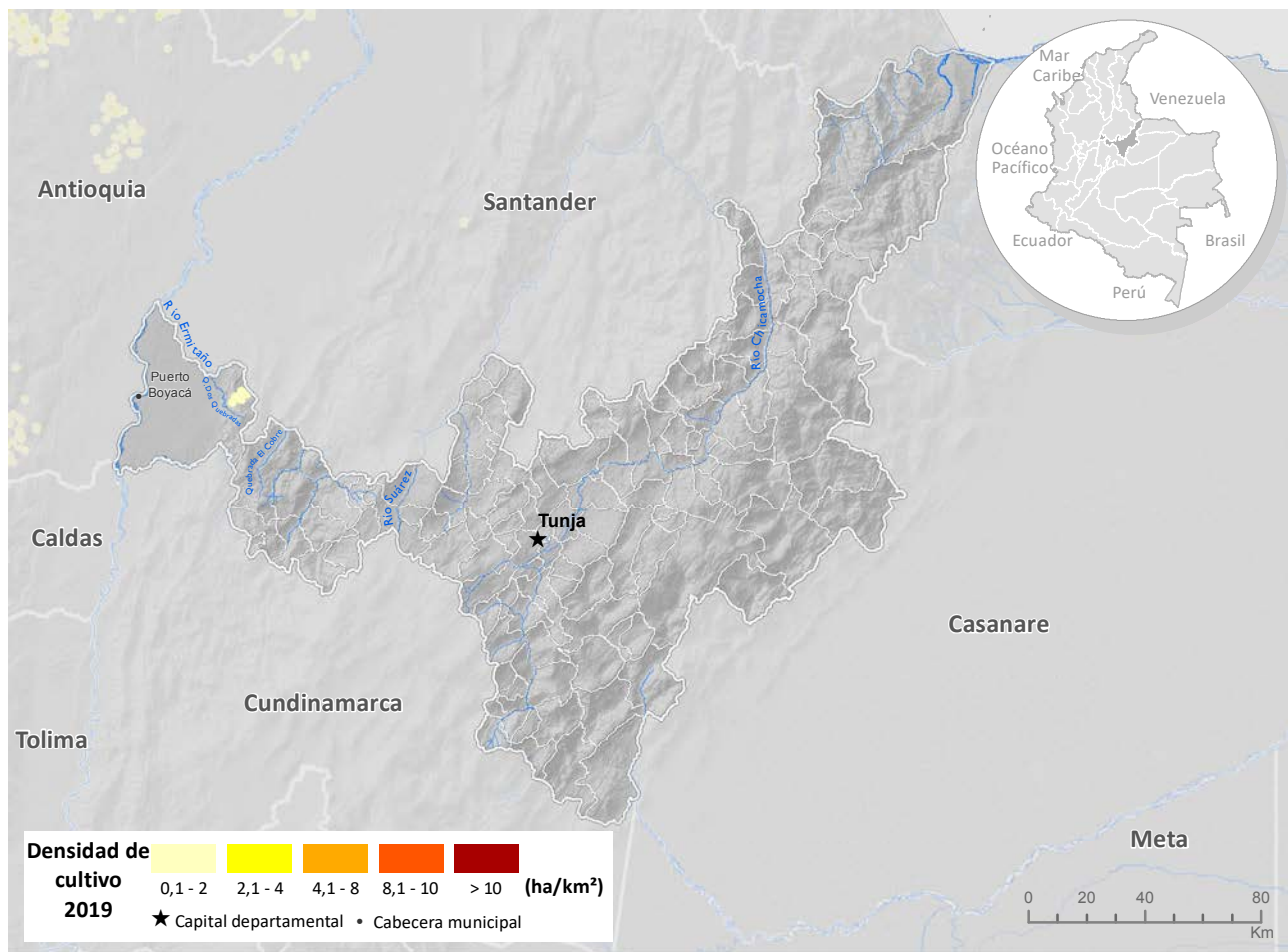 Mar
Caribe
Venezuela
Océano
Pacífico
Ecuador
Brasil
Perú
Antioquia
Santander
Río Ermitaño
Río Chicamocha
Puerto
Boyacá
Q. Dos Quebradas
Quebrada El Cobre
Río Suárez
Tunja
Caldas
Casanare
Cundinamarca
Tolima
Meta
Densidad de
cultivo
2019
0,1 - 2
2,1 - 4
4,1 - 8
8,1 - 10
> 10
(ha/km²)
★ Capital departamental • Cabecera municipal
0 20 40 80
Km